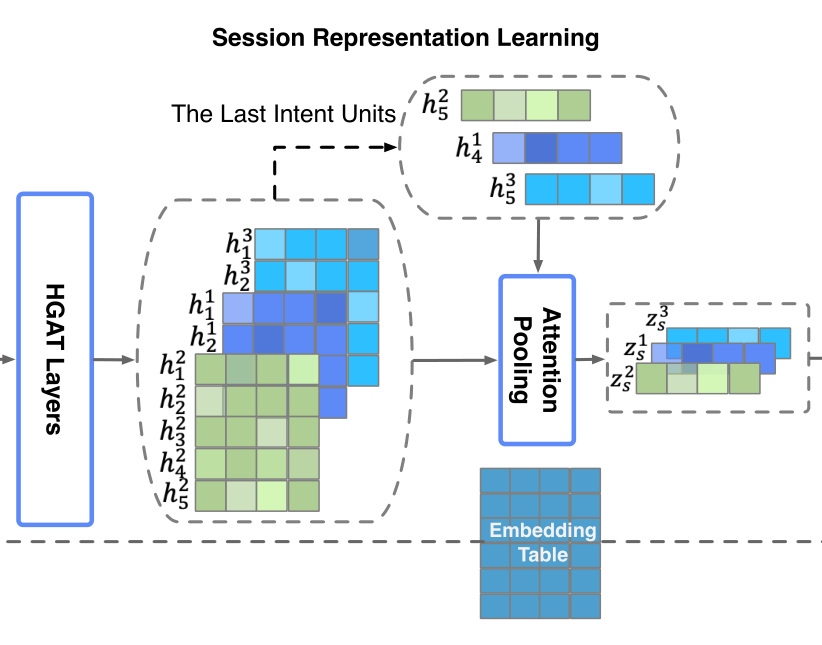 Session Representation Learning
The Last Intent Units
h_5^2
h_4^1
h_5^3
HGAT Layers
h_1^3
h_2^3
h_1^1
h_2^1
h_1^2
h_2^2
h_3^2
h_4^2
h_5^2
Attention
Pooling
z_s^3
z_s^1
z_s^2
Embedding
Table